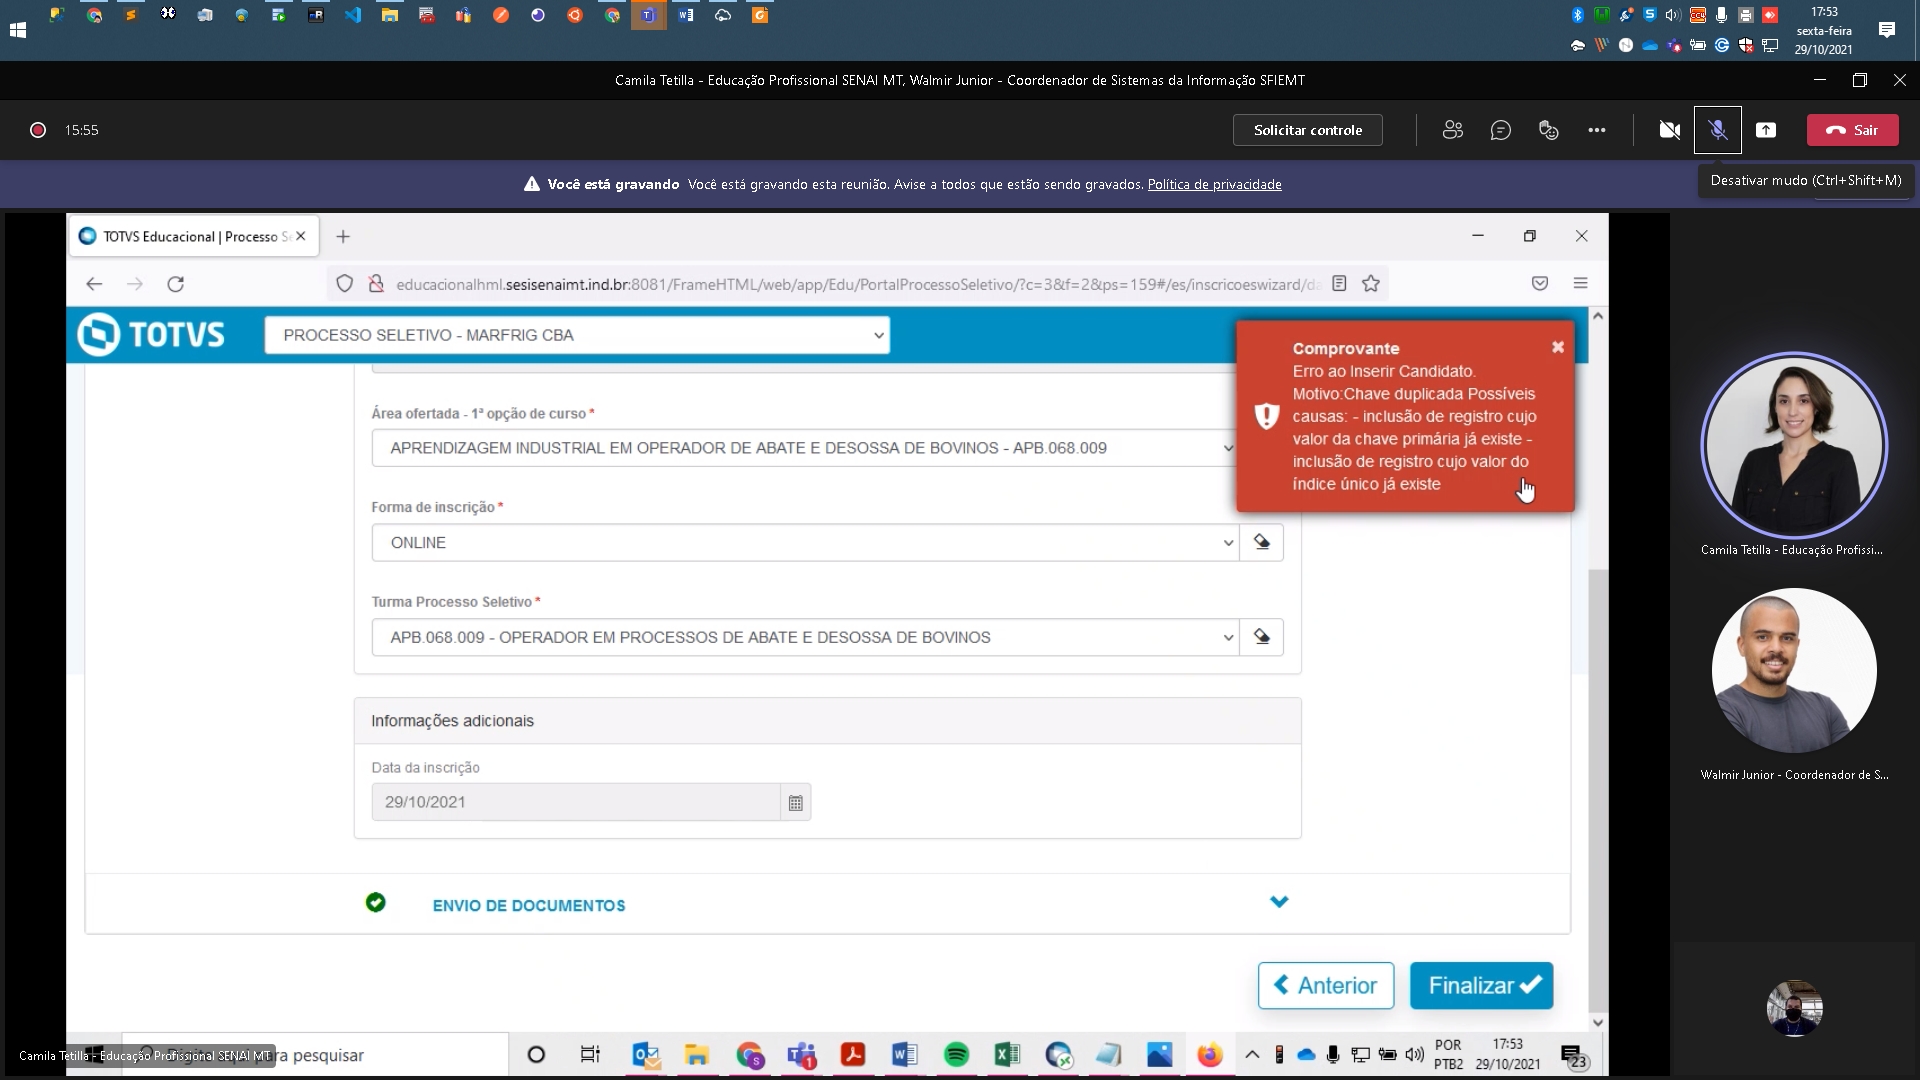 17:53
sexta-feira
29/10/2021
Camila Tetilla - Educação Profissional SENAI MT, Walmir Junior - Coordenador de Sistemas da Informação SFIEMT
15:55
Solicitar controle
Sair
Você está gravando Você está gravando esta reunião. Avise a todos que estão sendo gravados. Política de privacidade
Desativar mudo (Ctrl+Shift+M)
TOTVS Educacional | Processo Se
educacionalhml.sesisenaimt.ind.br:8081/FrameHTML/web/app/Edu/PortalProcessoSeletivo/?c=3&f=2&ps=159#/es/inscricoeswizard/da
TOTVS
PROCESSO SELETIVO - MARFRIG CBA
Comprovante
Erro ao Inserir Candidato.
Motivo:Chave duplicada Possíveis
causas: - inclusão de registro cujo
valor da chave primária já existe -
inclusão de registro cujo valor do
índice único já existe
Área ofertada - 1ª opção de curso *
APRENDIZAGEM INDUSTRIAL EM OPERADOR DE ABATE E DESOSSA DE BOVINOS - APB.068.009
Forma de inscrição *
ONLINE
Turma Processo Seletivo *
APB.068.009 - OPERADOR EM PROCESSOS DE ABATE E DESOSSA DE BOVINOS
Informações adicionais
Data da inscrição
29/10/2021
ENVIO DE DOCUMENTOS
Anterior
Finalizar
Camila Tetilla - Educação Profissi...
Walmir Junior - Coordenador de S...
Camila Tetilla - Educação Profissional SENAI MT
ra pesquisar
POR
PTB2
17:53
29/10/2021
23